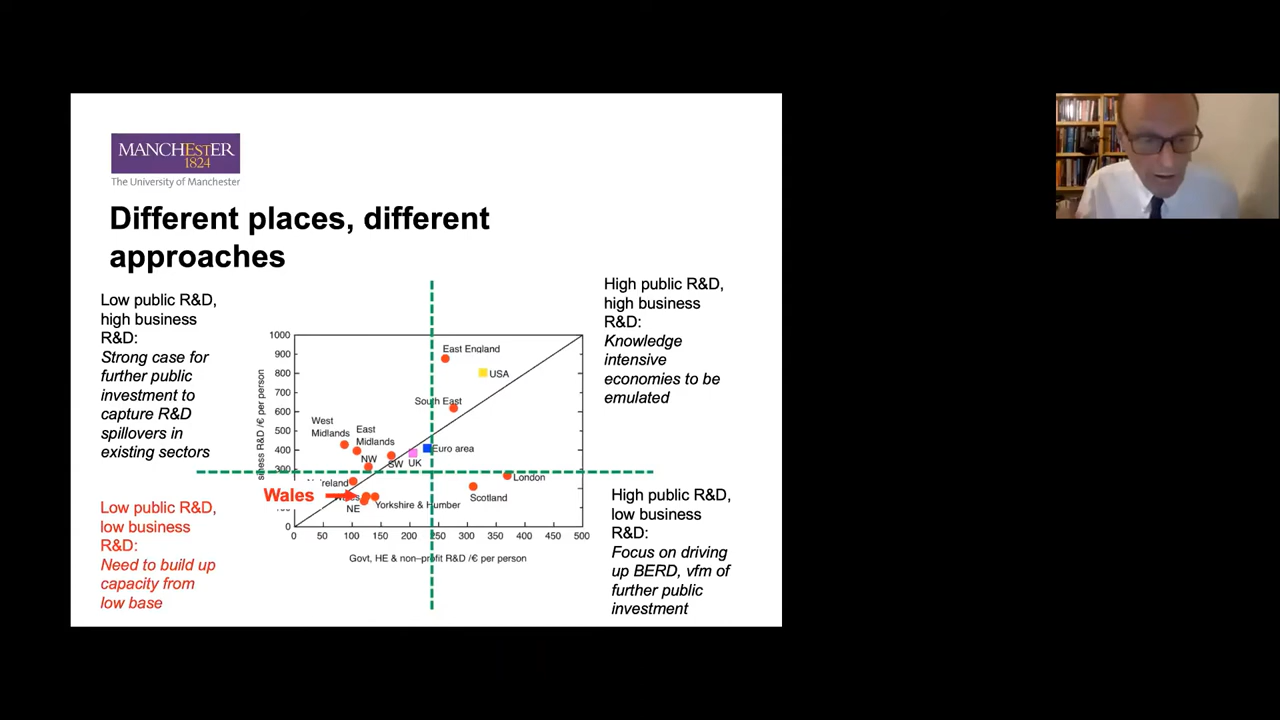 MANCHEstER
1824
The University of Manchester
Different places, different
approaches
Low public R&D,
high business
R&D:
Strong case for
further public
investment to
capture R&D
spillovers in
existing sectors
Low public R&D,
low business
R&D:
Need to build up
capacity from
low base
High public R&D,
high business
R&D:
Knowledge
intensive
economies to be
emulated
High public R&D,
low business
R&D:
Focus on driving
up BERD, vfm of
further public
investment
siness R&D /€ per person
1000
900
800
700
600
500
400
300
0
East England
USA
South East
West
Midlands
East
Midlands
Euro area
NW
SW
UK
London
Ireland
Scotland
Wales
Yorkshire & Humber
NE
0 50 100 150 200 250 300 350 400 450 500
Govt, HE & non-profit R&D /€ per person